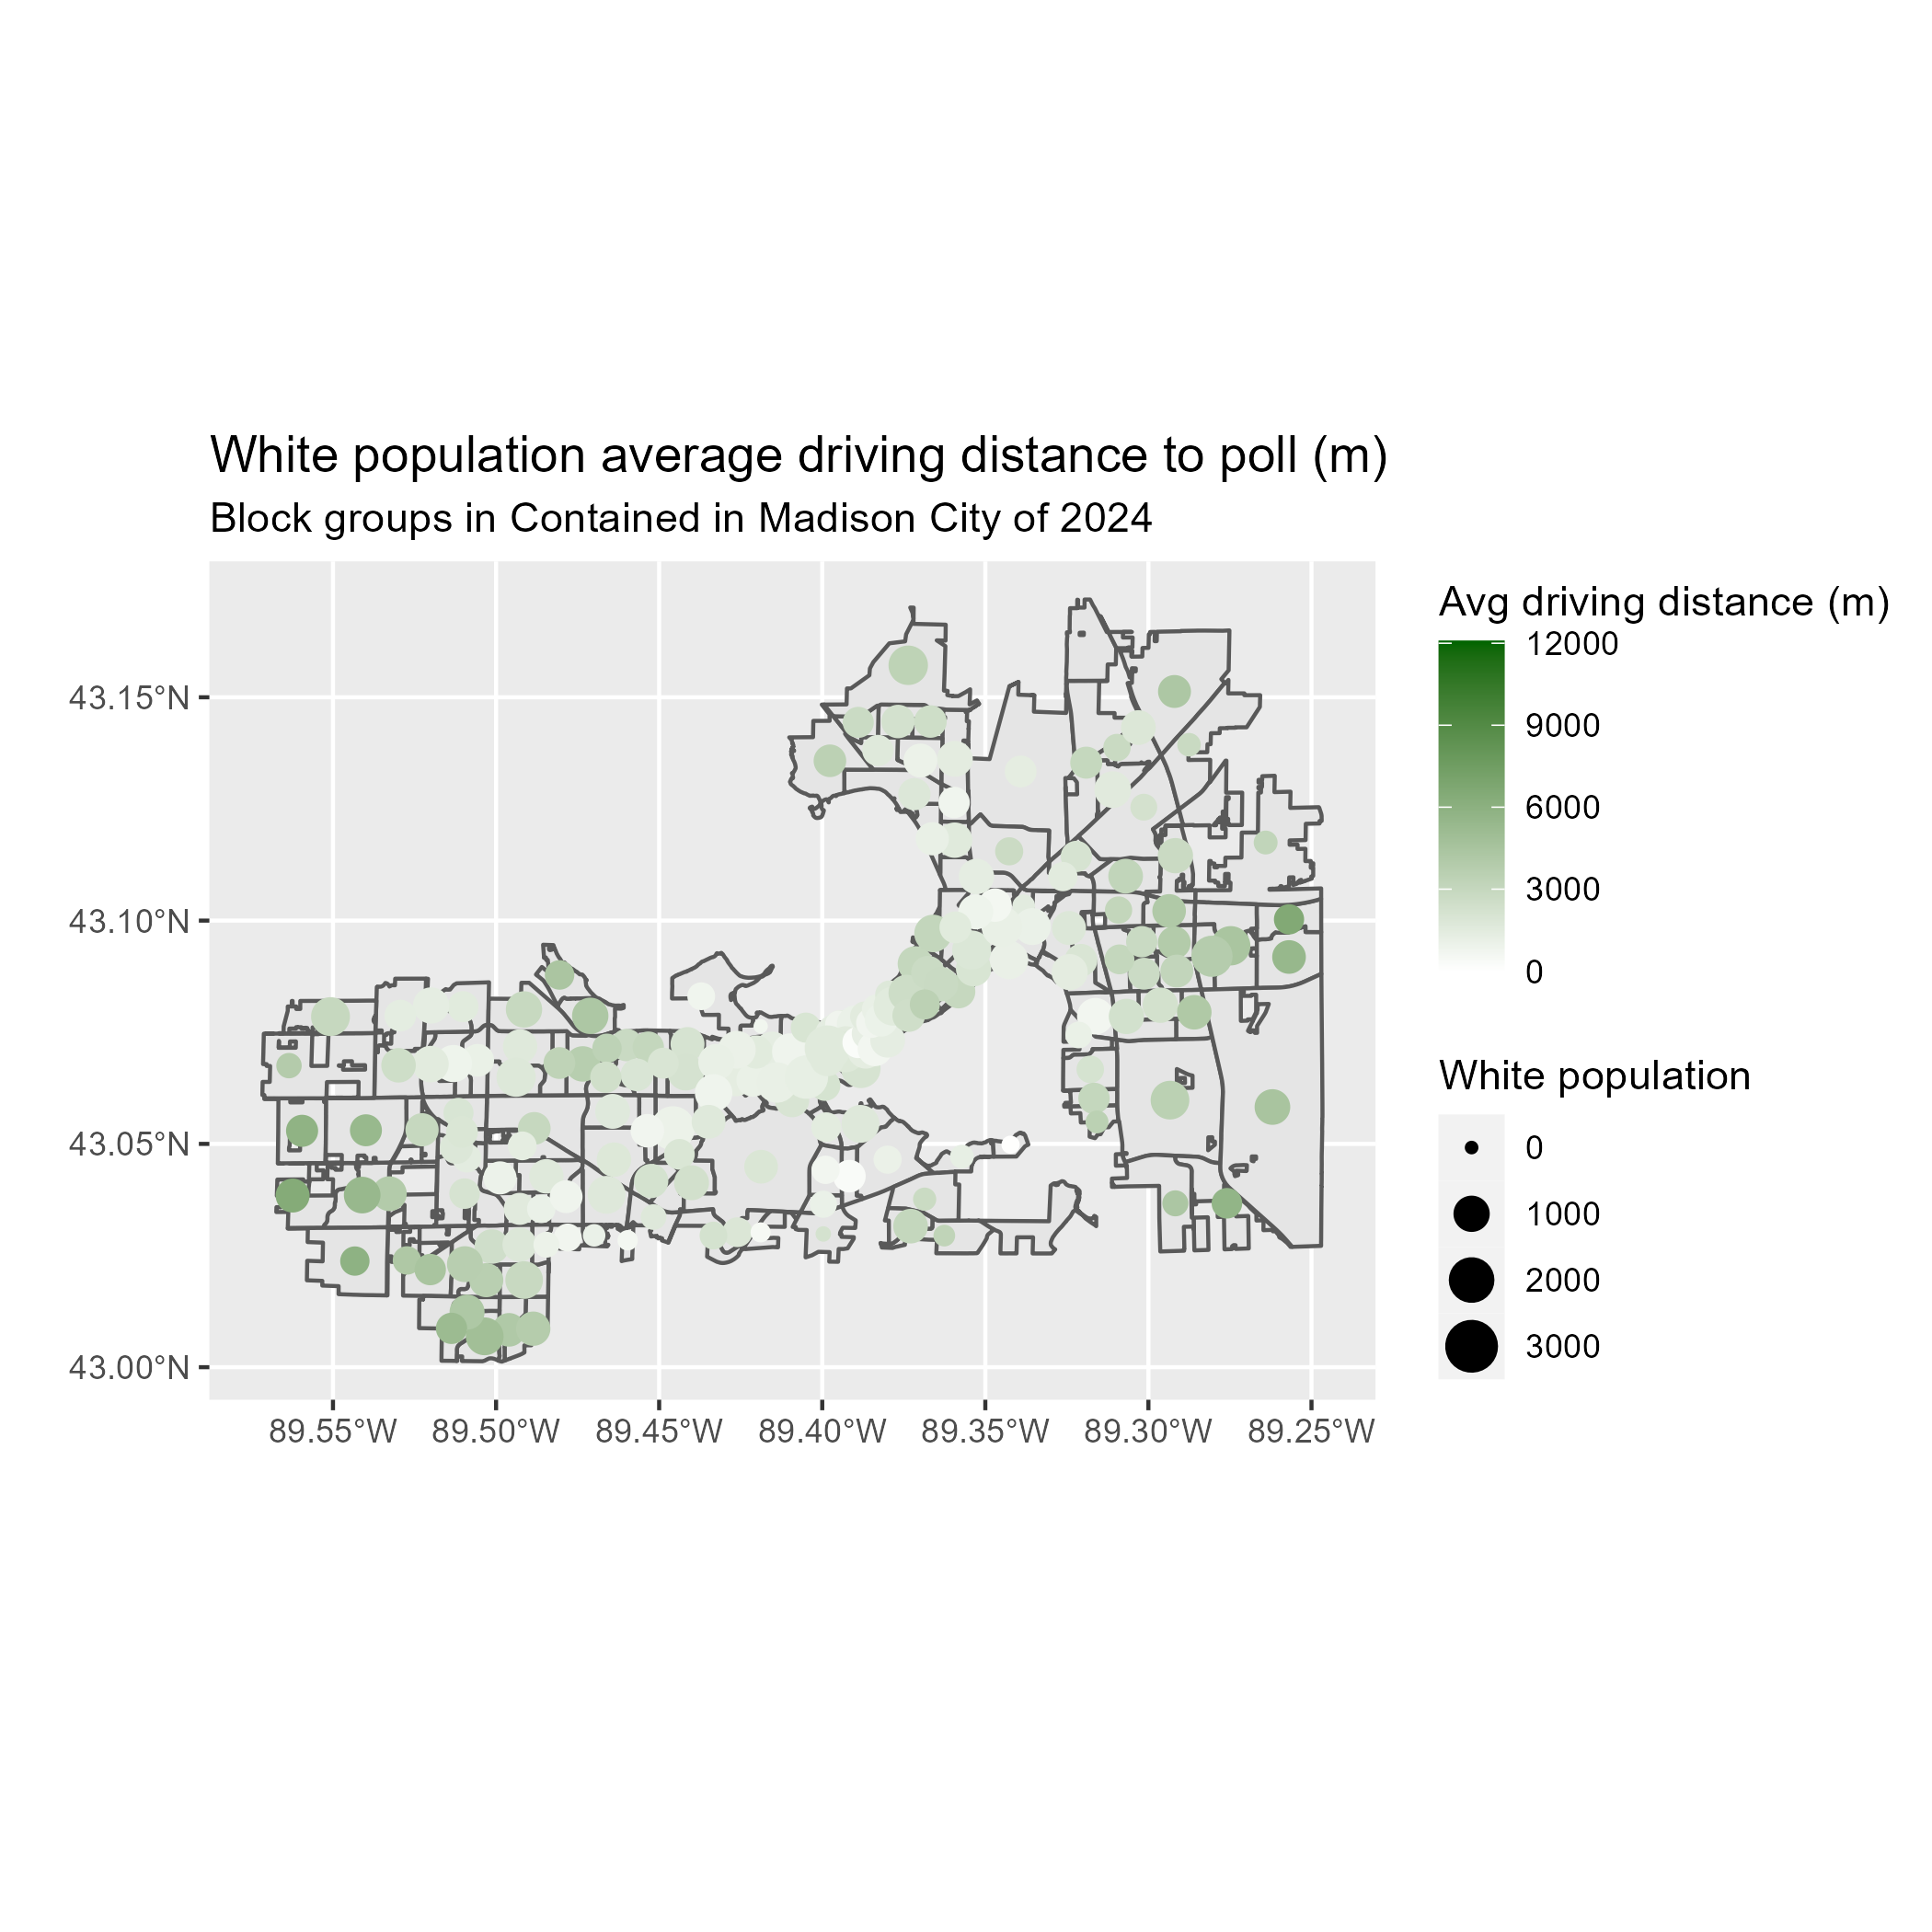 White population average driving distance to poll (m)
Block groups in Contained in Madison City of 2024
43.15°N
43.10°N
43.05°N
43.00°N
89.55°W
89.50°W
89.45°W
89.40°W
89.35°W
89.30°W
89.25°W
Avg driving distance (m)
12000
9000
6000
3000
0
White population
0
1000
2000
3000